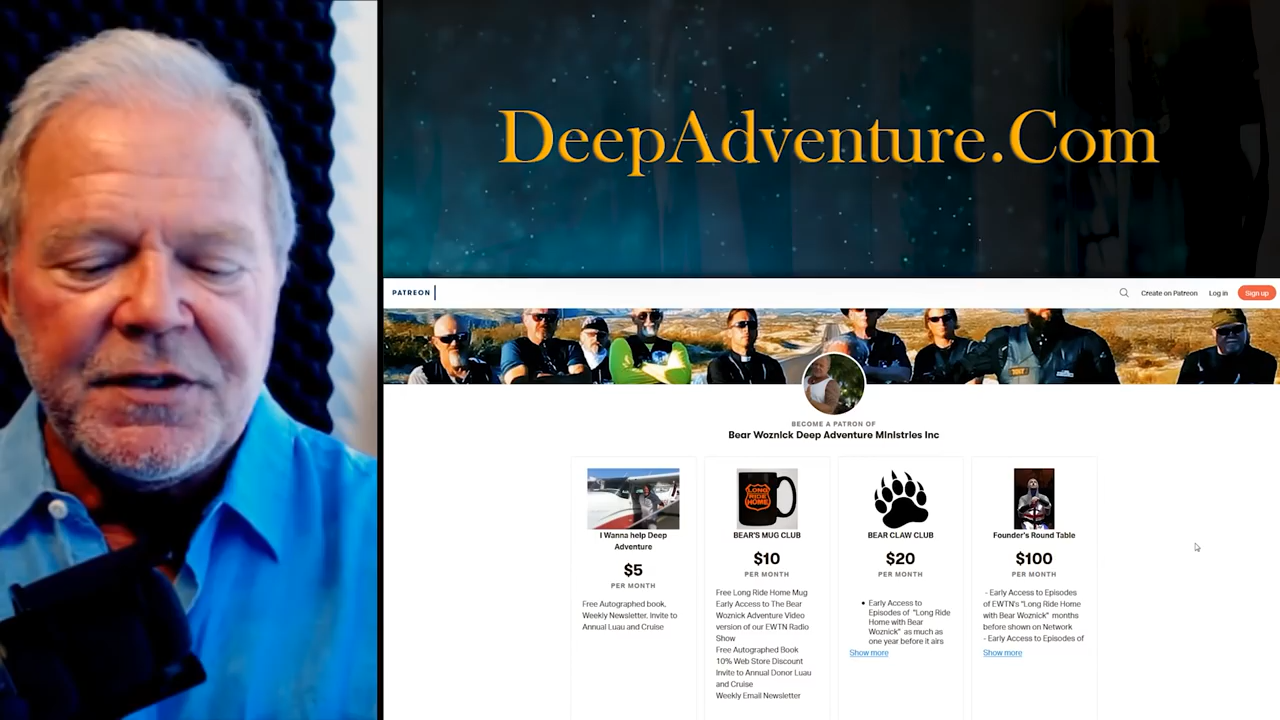 DeepAdventure.Com
PATREON
Create on Patreon
Log in
Sign up
BECOME A PATRON OF
Bear Woznick Deep Adventure Ministries Inc
I Wanna help Deep
Adventure
$5
PER MONTH
Free Autographed book.
Weekly Newsletter. Invite to
Annual Luau and Cruise
LONG
RIDE
HOME
BEAR'S MUG CLUB
$10
PER MONTH
Free Long Ride Home Mug
Early Access to The Bear
Woznick Adventure Video
version of our EWTN Radio
Show
Free Autographed Book
10% Web Store Discount
Invite to Annual Donor Luau
and Cruise
Weekly Email Newsletter
BEAR CLAW CLUB
$20
PER MONTH
• Early Access to
Episodes of "Long Ride
Home with Bear
Woznick" as much as
one year before it airs
Show more
Founder's Round Table
$100
PER MONTH
- Early Access to Episodes
of EWTN's "Long Ride Home
with Bear Woznick" months
before shown on Network
- Early Access to Episodes of
Show more